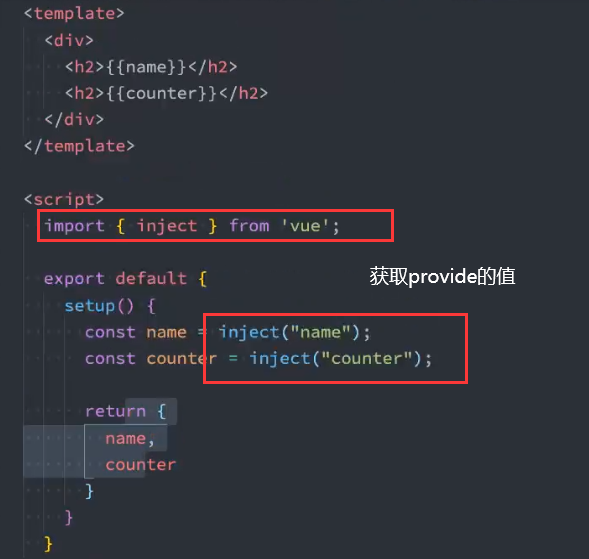 <template>
  <div>
    <h2>{{name}}</h2>
    <h2>{{counter}}</h2>
  </div>
</template>
<script>
  import { inject } from 'vue';
  export default {
获取provide的值
    setup() {
      const name = inject("name");
      const counter = inject("counter");
      return {
        name,
        counter
      }
    }
  }